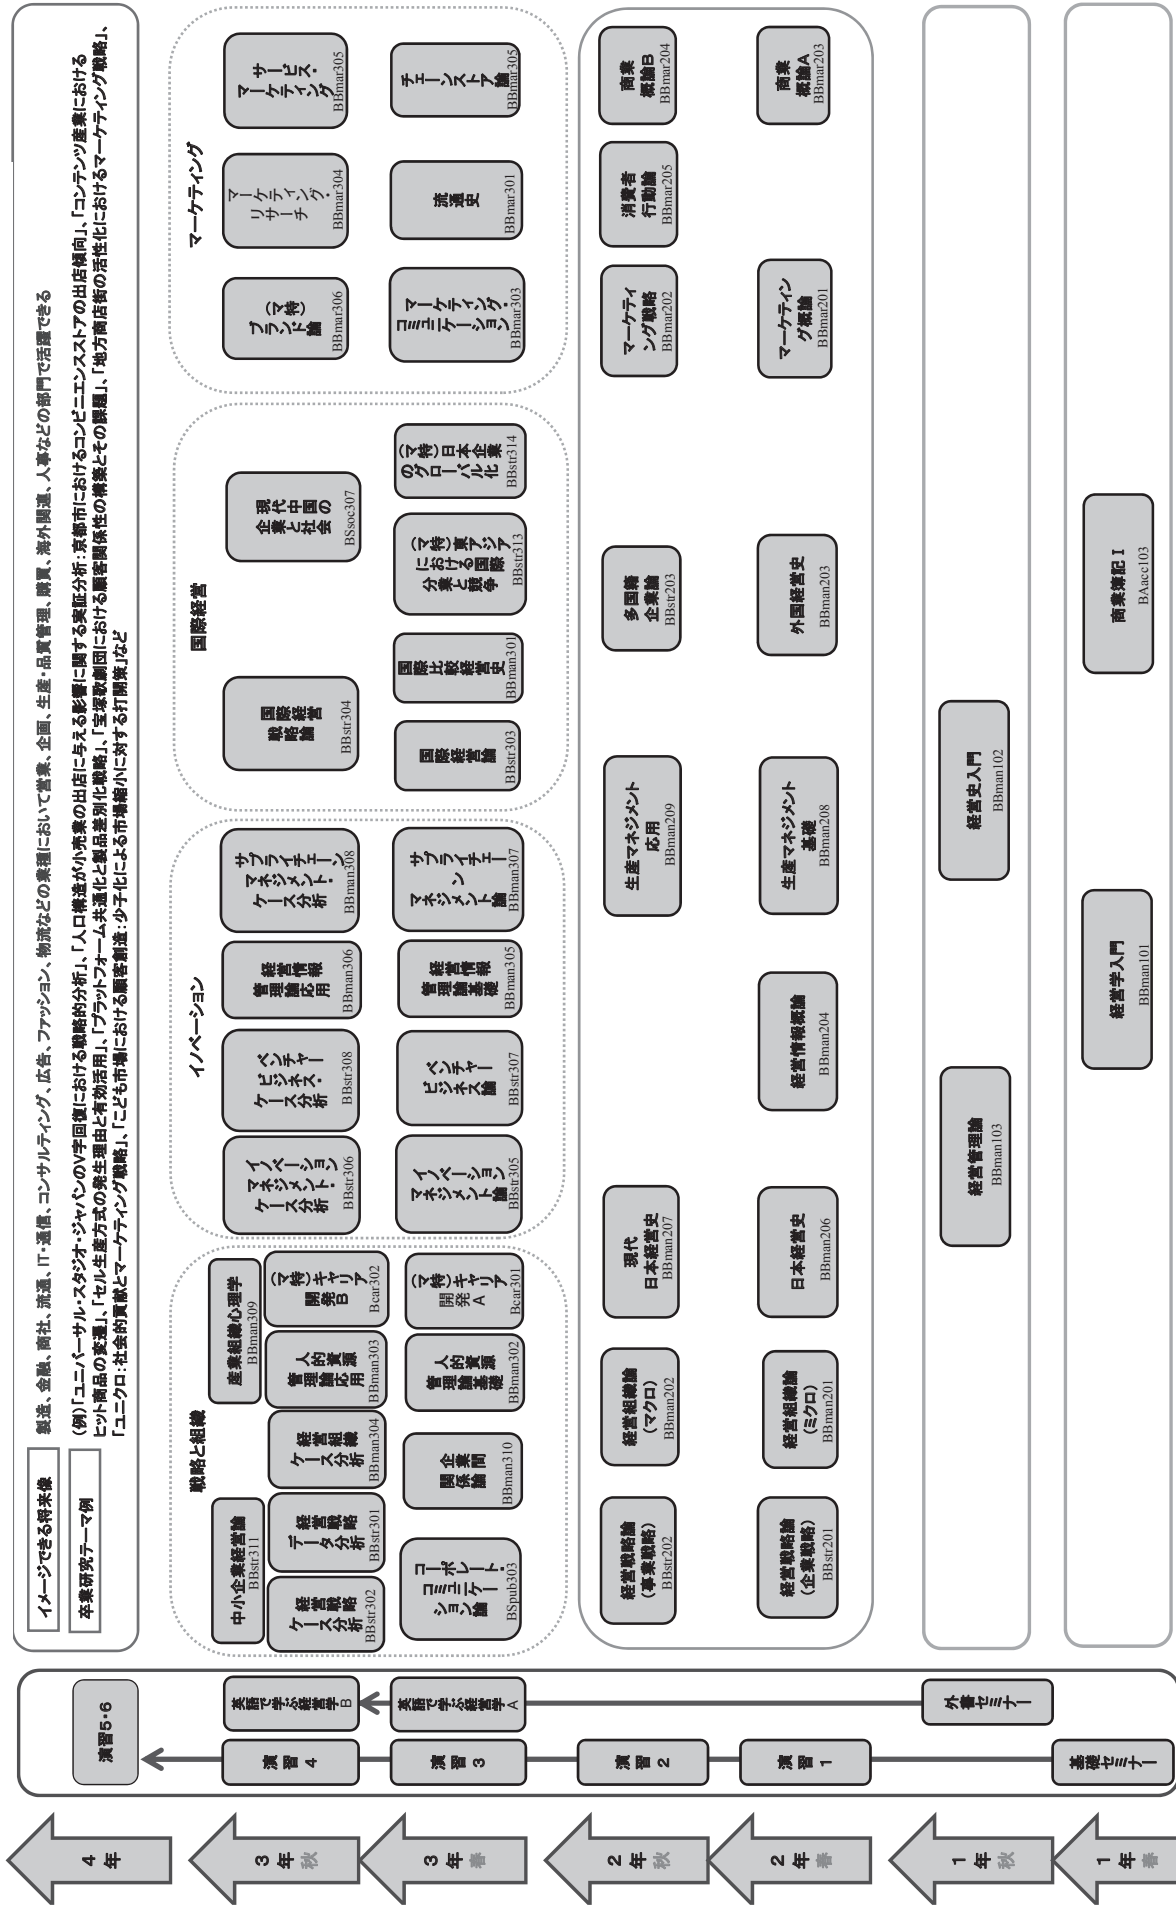 イメージできる将来像
製造、金融、商社、流通、IT・通信、コンサルティング、広告、ファッション、物流などの業種において営業、企画、生産・品質管理、購買、海外関連、人事などの部門で活躍できる
卒業研究テーマ例
(例)「ユニバーサル・スタジオ・ジャパンのV字回復における戦略的分析」、「人口構造が小売業の出店に与える影響に関する実証分析:京都市におけるコンビニエンスストアの出店傾向」、「コンテンツ産業における
ヒット商品の変遷」、「セル生産方式の発生理由と有効活用」、「プラットフォーム共通化と製品差別化戦略」、「宝塚歌劇団における顧客関係性の構築とその課題」、「地方商店街の活性化におけるマーケティング戦略」、
「ユニクロ:社会的貢献とマーケティング戦略」、「こども市場における顧客創造:少子化による市場縮小に対する打開策」など
4年
演習5・6
3年
秋
演習4
英語で学ぶ経営学B
3年
春
演習3
英語で学ぶ経営学A
2年
秋
演習2
2年
春
演習1
1年
秋
外書セミナー
1年
春
基礎セミナー
戦略と組織
中小企業経営論
BBstr311
産業組織心理学
BBman309
経営戦略
ケース分析
BBstr302
経営戦略
データ分析
BBstr301
経営組織
ケース分析
BBman304
人的資源
管理論応用
BBman303
(マ特)キャリア
開発B
Bcar302
コーポレート・
コミュニケー
ション論
BSpub303
企業間
関係論
BBman310
人的資源
管理論基礎
BBman302
(マ特)キャリア
開発A
Bcar301
イノベーション
イノベーション
マネジメント・
ケース分析
BBstr306
ベンチャー
ビジネス・
ケース分析
BBstr308
経営情報
管理論応用
BBman306
サプライチェーン
マネジメント・
ケース分析
BBman308
イノベーション
マネジメント
論
BBstr305
ベンチャー
ビジネス論
BBstr307
経営情報
管理論基礎
BBman305
サプライチェー
ン
マネジメント論
BBman307
国際経営
国際経営
戦略論
BBstr304
現代中国の
企業と社会
BSsoc307
国際経営論
BBstr303
国際比較経営史
BBman301
(マ特)東アジア
における国際
分業と競争
BBstr313
(マ特)日本企業
のグローバル化
BBstr314
マーケティング
(マ特)
ブランド論
BBmar306
マーケティング・
リサーチ
BBmar304
サービス・
マーケティング
BBmar305
マーケティング・
コミュニケーション
BBmar303
流通史
BBmar301
チェーンストア論
BBmar305
経営戦略論
(事業戦略)
BBstr202
経営組織論
(マクロ)
BBman202
現代
日本経営史
BBman207
生産マネジメント
応用
BBman209
多国籍
企業論
BBstr203
マーケティ
ング戦略
BBmar202
消費者
行動論
BBmar205
商業
概論B
BBmar204
経営戦略論
(企業戦略)
BBstr201
経営組織論
(ミクロ)
BBman201
日本経営史
BBman206
経営情報概論
BBman204
生産マネジメント
基礎
BBman208
外国経営史
BBman203
マーケティン
グ概論
BBmar201
商業
概論A
BBmar203
経営管理論
BBman103
経営史入門
BBman102
経営学入門
BBman101
商業簿記Ⅰ
BAacc103